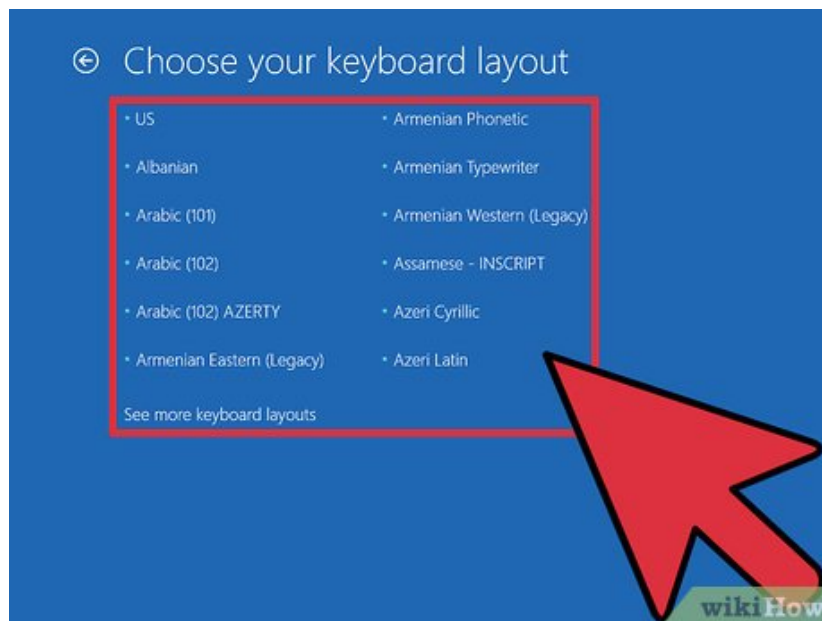 Choose your keyboard layout
US
Albanian
Arabic (101)
Arabic (102)
Arabic (102) AZERTY
Armenian Eastern (Legacy)
See more keyboard layouts
Armenian Phonetic
Armenian Typewriter
Armenian Western (Legacy)
Assamese - INSCRIPT
Azeri Cyrillic
Azeri Latin
wikiHow